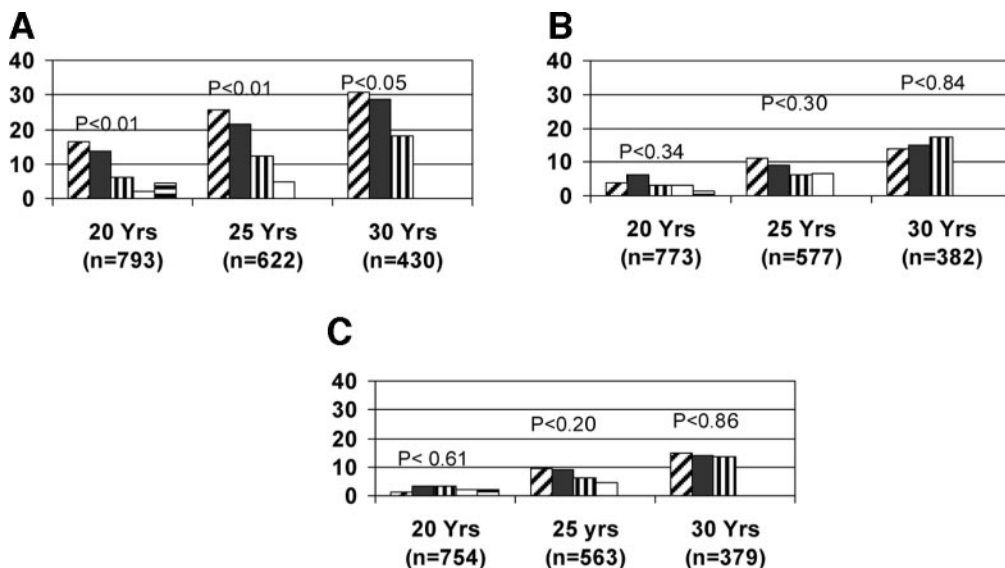 A
40
30
20
10
0
P<0.01
P<0.01
P<0.05
20 Yrs
(n=793)
25 Yrs
(n=622)
30 Yrs
(n=430)
B
40
30
20
10
0
P<0.34
P<0.30
P<0.84
20 Yrs
(n=773)
25 Yrs
(n=577)
30 Yrs
(n=382)
C
40
30
20
10
0
P< 0.61
P<0.20
P<0.86
20 Yrs
(n=754)
25 yrs
(n=563)
30 Yrs
(n=379)